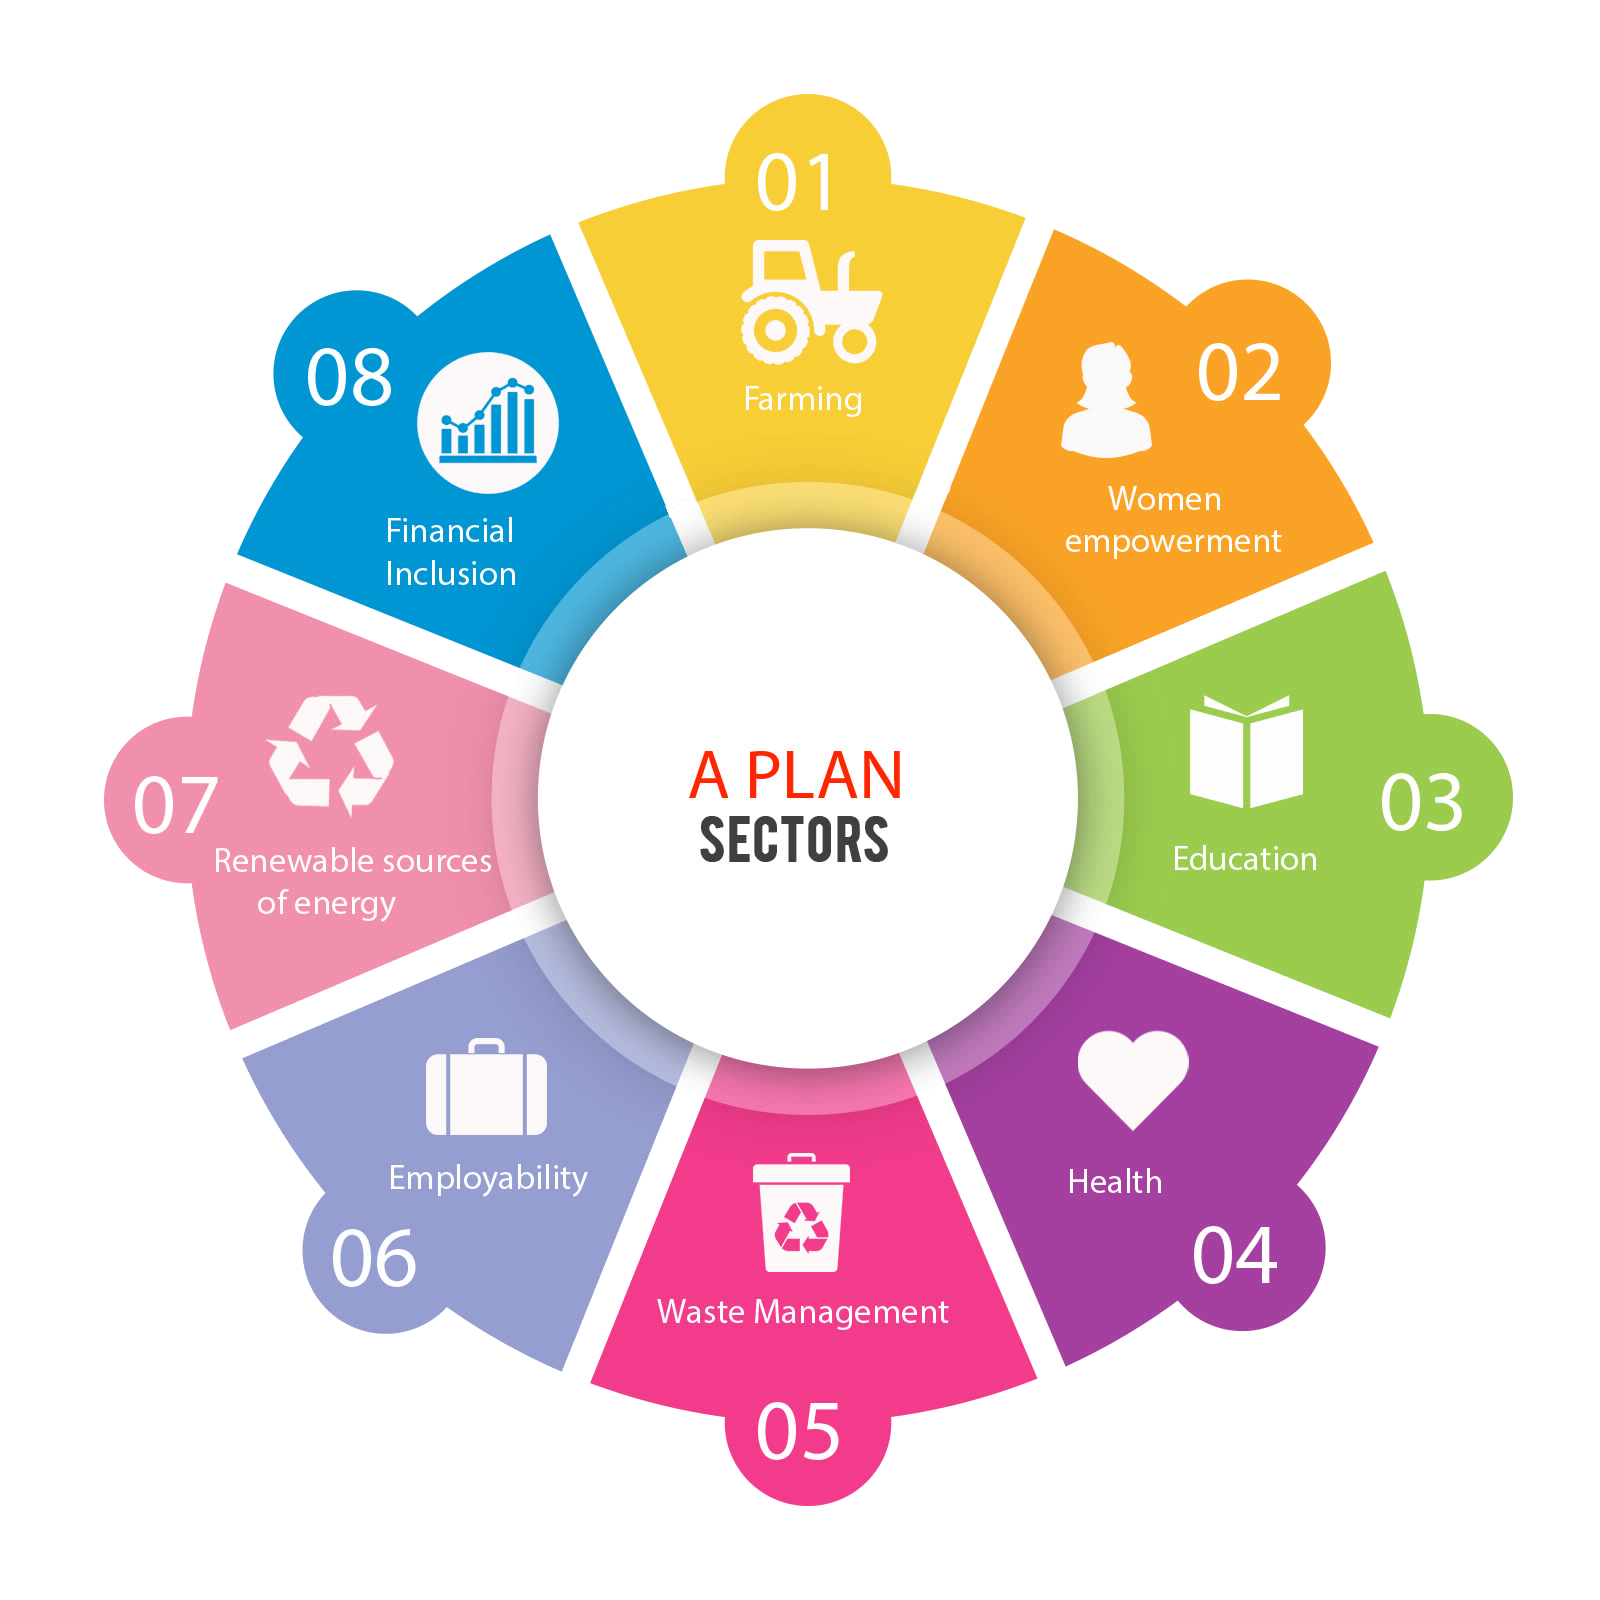 A PLAN
SECTORS
01
Farming
02
Women
empowerment
03
Education
Health
04
Waste Management
05
Employability
06
07
Renewable sources
of energy
08
Financial
Inclusion